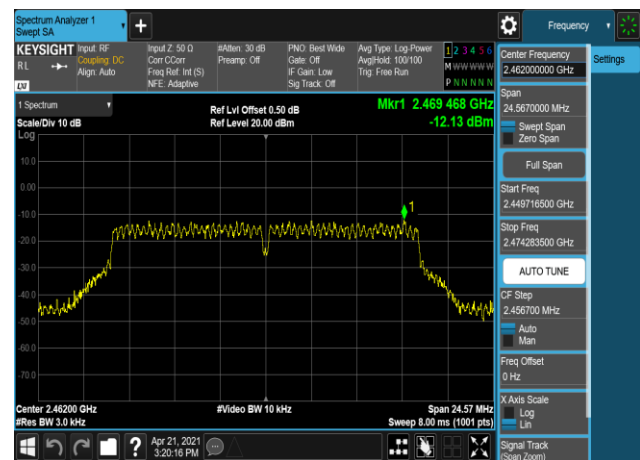 Spectrum Analyzer 1
Swept SA
Frequency
KEYSIGHT
RL
LXI
Input: RF
Coupling: DC
Align: Auto
Input Z: 50 Ω
Corr CCorr
Freq Ref: Int (S)
NFE: Adaptive
#Atten: 30 dB
Preamp: Off
PNO: Best Wide
Gate: Off
IF Gain: Low
Sig Track: Off
Avg Type: Log-Power
Avg|Hold: 100/100
Trig: Free Run
1 2 3 4 5 6
M W W W W W
P N N N N N
Settings
1 Spectrum
Scale/Div 10 dB
Log
Ref Lvl Offset 0.50 dB
Ref Level 20.00 dBm
Mkr1 2.469 468 GHz
-12.13 dBm
10.0
0.00
-10.0
-20.0
-30.0
-40.0
-50.0
-60.0
-70.0
1
Center 2.46200 GHz
#Res BW 3.0 kHz
#Video BW 10 kHz
Span 24.57 MHz
Sweep 8.00 ms (1001 pts)
Center Frequency
2.462000000 GHz
Span
24.5670000 MHz
Swept Span
Zero Span
Full Span
Start Freq
2.449716500 GHz
Stop Freq
2.474283500 GHz
AUTO TUNE
CF Step
2.456700 MHz
Auto
Man
Freq Offset
0 Hz
X Axis Scale
Log
Lin
Signal Track
(Span Zoom)
?
Apr 21, 2021
3:20:16 PM